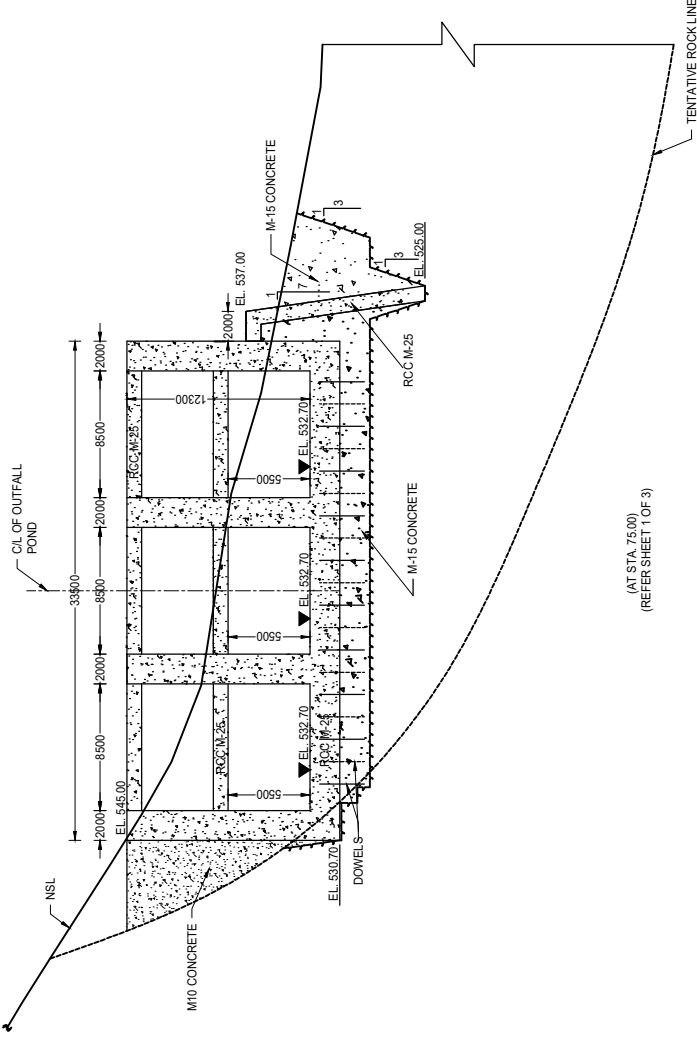 C/L OF OUTFALL
POND
33500
2000
8500
2000
8500
2000
8500
2000
NSL
EL. 545.00
RCC M-25
12300
2000
EL. 537.00
M-15 CONCRETE
1
7
1
3
1
3
EL. 525.00
RCC M-25
RCC M-25
5500
EL. 532.70
5500
EL. 532.70
5500
EL. 532.70
RCC M-25
M10 CONCRETE
EL. 530.70
DOWELS
M-15 CONCRETE
TENTATIVE ROCK LINE
(AT STA. 75.00)
(REFER SHEET 1 OF 3)